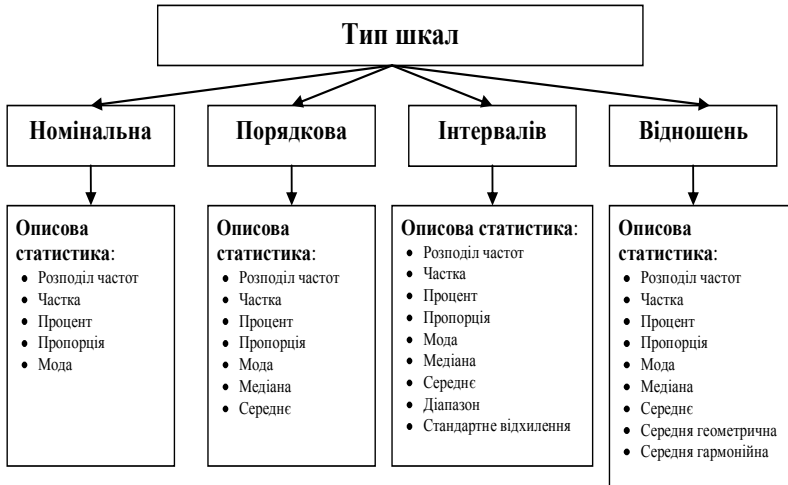 Тип шкал
Номінальна
Порядкова
Інтервалів
Відношень
Описова
статистика:
• Розподіл частот
• Частка
• Процент
• Пропорція
• Мода
Описова
статистика:
• Розподіл частот
• Частка
• Процент
• Пропорція
• Мода
• Медіана
• Середнє
Описова статистика:
• Розподіл частот
• Частка
• Процент
• Пропорція
• Мода
• Медіана
• Середнє
• Діапазон
• Стандартне відхилення
Описова
статистика:
• Розподіл частот
• Частка
• Процент
• Пропорція
• Мода
• Медіана
• Середнє
• Середня геометрична
• Середня гармонійна